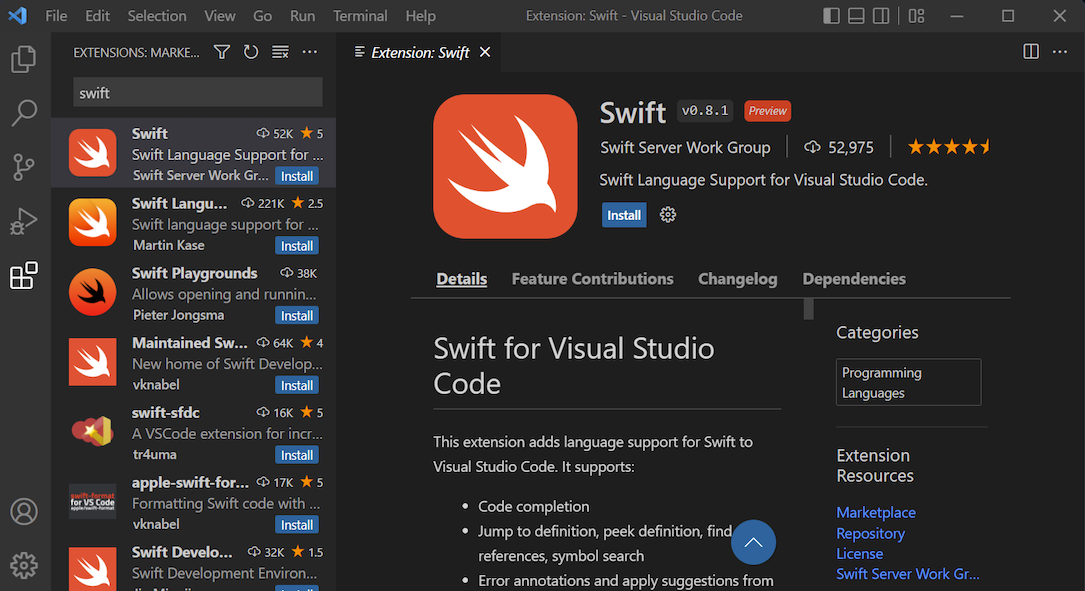 File Edit Selection View Go Run Terminal Help Extension: Swift - Visual Studio Code
EXTENSIONS: MARKE...
swift
Swift 52K 5
Swift Language Support for ...
Swift Server Work Gr... Install
Swift Langu... 221K 2.5
Swift language support for ...
Martin Kase Install
Swift Playgrounds 38K
Allows opening and runnin...
Pieter Jongsma Install
Maintained Sw... 64K 4
New home of Swift Develop...
vknabel Install
swift-sfdc 16K 5
A VSCode extension for incr...
tr4uma Install
swift-format
for VS Code
apple/swift-format
apple-swift-for... 17K 5
Formatting Swift code with ...
vknabel Install
Swift Develo... 32K 1.5
Swift Development Environ...
Extension: Swift
Swift v0.8.1 Preview
Swift Server Work Group 52,975
Swift Language Support for Visual Studio Code.
Install
Details Feature Contributions Changelog Dependencies
Swift for Visual Studio
Code
This extension adds language support for Swift to
Visual Studio Code. It supports:
• Code completion
• Jump to definition, peek definition, find
references, symbol search
• Error annotations and apply suggestions from
Categories
Programming
Languages
Extension
Resources
Marketplace
Repository
License
Swift Server Work Gr...